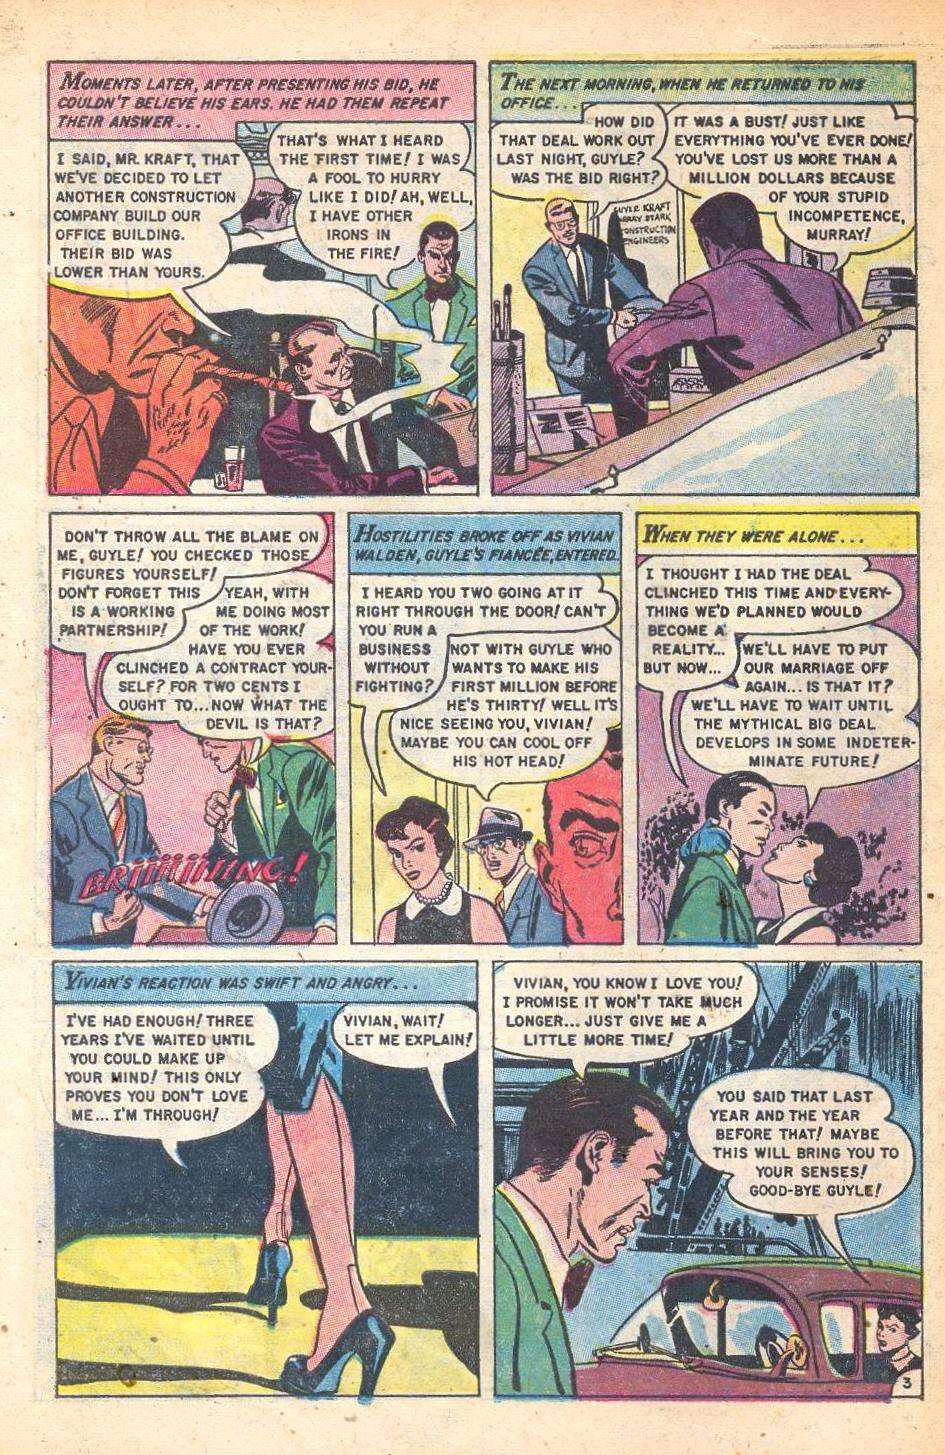 MOMENTS LATER, AFTER PRESENTING HIS BID, HE
COULDN'T BELIEVE HIS EARS. HE HAD THEM REPEAT
THEIR ANSWER...
I SAID, MR. KRAFT, THAT
WE'VE DECIDED TO LET
ANOTHER CONSTRUCTION
COMPANY BUILD OUR
OFFICE BUILDING.
THEIR BID WAS
LOWER THAN YOURS.
THAT'S WHAT I HEARD
THE FIRST TIME! I WAS
A FOOL TO HURRY
LIKE I DID! AH, WELL,
I HAVE OTHER
IRONS IN
THE FIRE!
THE NEXT MORNING, WHEN HE RETURNED TO HIS
OFFICE...
HOW DID
THAT DEAL WORK OUT
LAST NIGHT, GUYLE?
WAS THE BID RIGHT?
IT WAS A BUST! JUST LIKE
EVERYTHING YOU'VE EVER DONE!
YOU'VE LOST US MORE THAN A
MILLION DOLLARS BECAUSE
OF YOUR STUPID
INCOMPETENCE,
MURRAY!
GUYLE KRAFT
MURRAY STARK
CONSTRUCTION
ENGINEERS
DON'T THROW ALL THE BLAME ON
ME, GUYLE! YOU CHECKED THOSE
FIGURES YOURSELF!
DON'T FORGET THIS
IS A WORKING
PARTNERSHIP!
YEAH, WITH
ME DOING MOST
OF THE WORK!
HAVE YOU EVER
CLINCHED A CONTRACT YOUR-
SELF? FOR TWO CENTS I
OUGHT TO...NOW WHAT THE
DEVIL IS THAT?
BRIIIIIIING!
HOSTILITIES BROKE OFF AS VIVIAN
WALDEN, GUYLE'S FIANCÉE, ENTERED.
I HEARD YOU TWO GOING AT IT
RIGHT THROUGH THE DOOR! CAN'T
YOU RUN A
BUSINESS
WITHOUT
FIGHTING?
NOT WITH GUYLE WHO
WANTS TO MAKE HIS
FIRST MILLION BEFORE
HE'S THIRTY! WELL IT'S
NICE SEEING YOU, VIVIAN!
MAYBE YOU CAN COOL OFF
HIS HOT HEAD!
WHEN THEY WERE ALONE...
I THOUGHT I HAD THE DEAL
CLINCHED THIS TIME AND EVERY-
THING WE'D PLANNED WOULD
BECOME A
REALITY...
BUT NOW...
WE'LL HAVE TO PUT
OUR MARRIAGE OFF
AGAIN... IS THAT IT?
WE'LL HAVE TO WAIT UNTIL
THE MYTHICAL BIG DEAL
DEVELOPS IN SOME INDETER-
MINATE FUTURE!
VIVIAN'S REACTION WAS SWIFT AND ANGRY...
I'VE HAD ENOUGH! THREE
YEARS I'VE WAITED UNTIL
YOU COULD MAKE UP
YOUR MIND! THIS ONLY
PROVES YOU DON'T LOVE
ME... I'M THROUGH!
VIVIAN, WAIT!
LET ME EXPLAIN!
VIVIAN, YOU KNOW I LOVE YOU!
I PROMISE IT WON'T TAKE MUCH
LONGER... JUST GIVE ME A
LITTLE MORE TIME!
YOU SAID THAT LAST
YEAR AND THE YEAR
BEFORE THAT! MAYBE
THIS WILL BRING YOU TO
YOUR SENSES!
GOOD-BYE GUYLE!
3